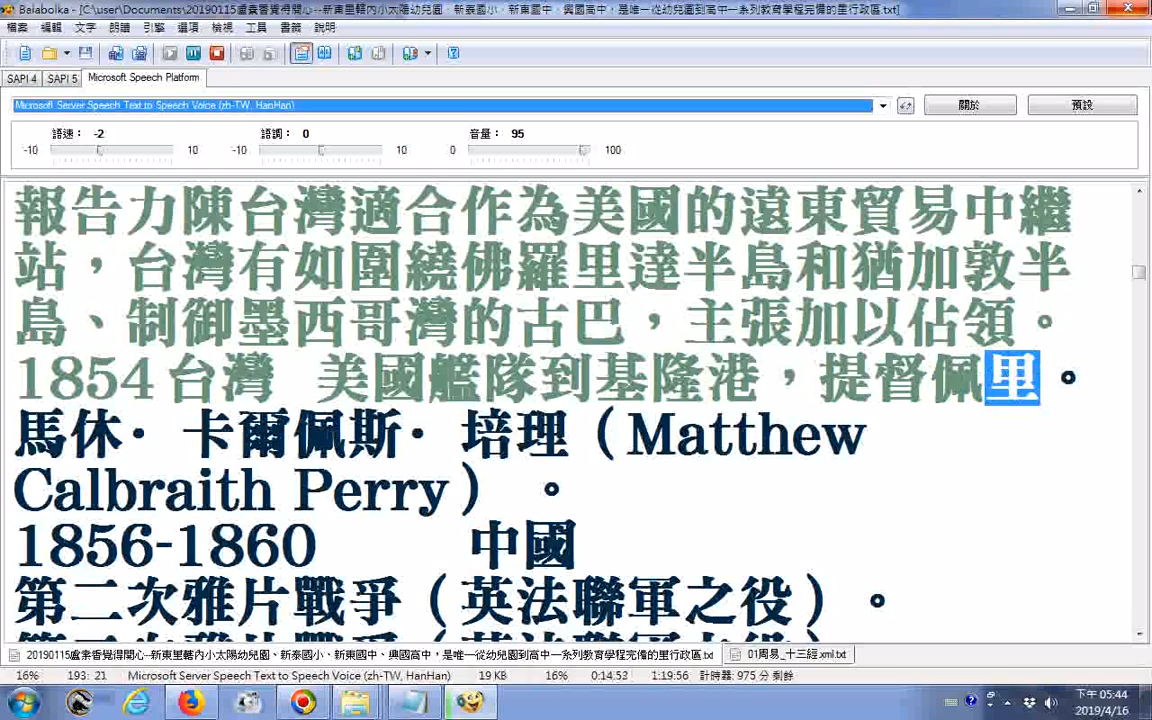 Balabolka - [C:\user\Documents\20190115盧彖香覺得開心--新東里轄內小太陽幼兒園、新泰國小、新東國中、興國高中，是唯一從幼兒園到高中一系列教育學程完備的里行政區.txt]
檔案 編輯 文字 朗讀 引擎 選項 檢視 工具 書籤 說明
SAPI 4 SAPI 5 Microsoft Speech Platform
Microsoft Server Speech Text to Speech Voice (zh-TW, HanHan)
關於 預設
語速： -2 語調： 0 音量： 95
-10 10 -10 10 0 100
報告力陳台灣適合作為美國的遠東貿易中繼
站，台灣有如圍繞佛羅里達半島和猶加敦半
島、制御墨西哥灣的古巴，主張加以佔領。
1854台灣 美國艦隊到基隆港，提督佩里。
馬休·卡爾佩斯·培理（Matthew
Calbraith Perry）。
1856-1860 中國
第二次雅片戰爭（英法聯軍之役）。
20190115盧彖香覺得開心--新東里轄內小太陽幼兒園、新泰國小、新東國中、興國高中，是唯一從幼兒園到高中一系列教育學程完備的里行政區.txt 01周易_十三經.xml.txt
16% 193: 21 Microsoft Server Speech Text to Speech Voice (zh-TW, HanHan) 19 KB 16% 0:14:53 1:19:56 計時器: 975 分 剩餘
下午 05:44
2019/4/16